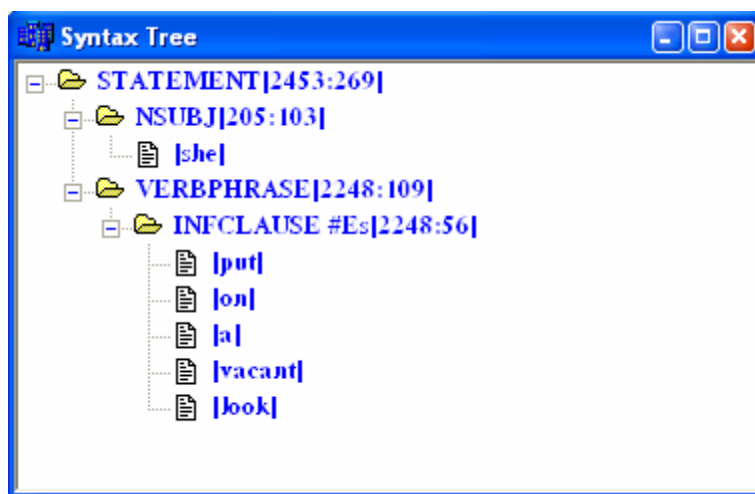 Syntax Tree
STATEMENT|2453:269|
NSUBJ|205:103|
|she|
VERBPHRASE|2248:109|
INFCLAUSE #Es|2248:56|
|put|
|on|
|a|
|vacant|
|look|